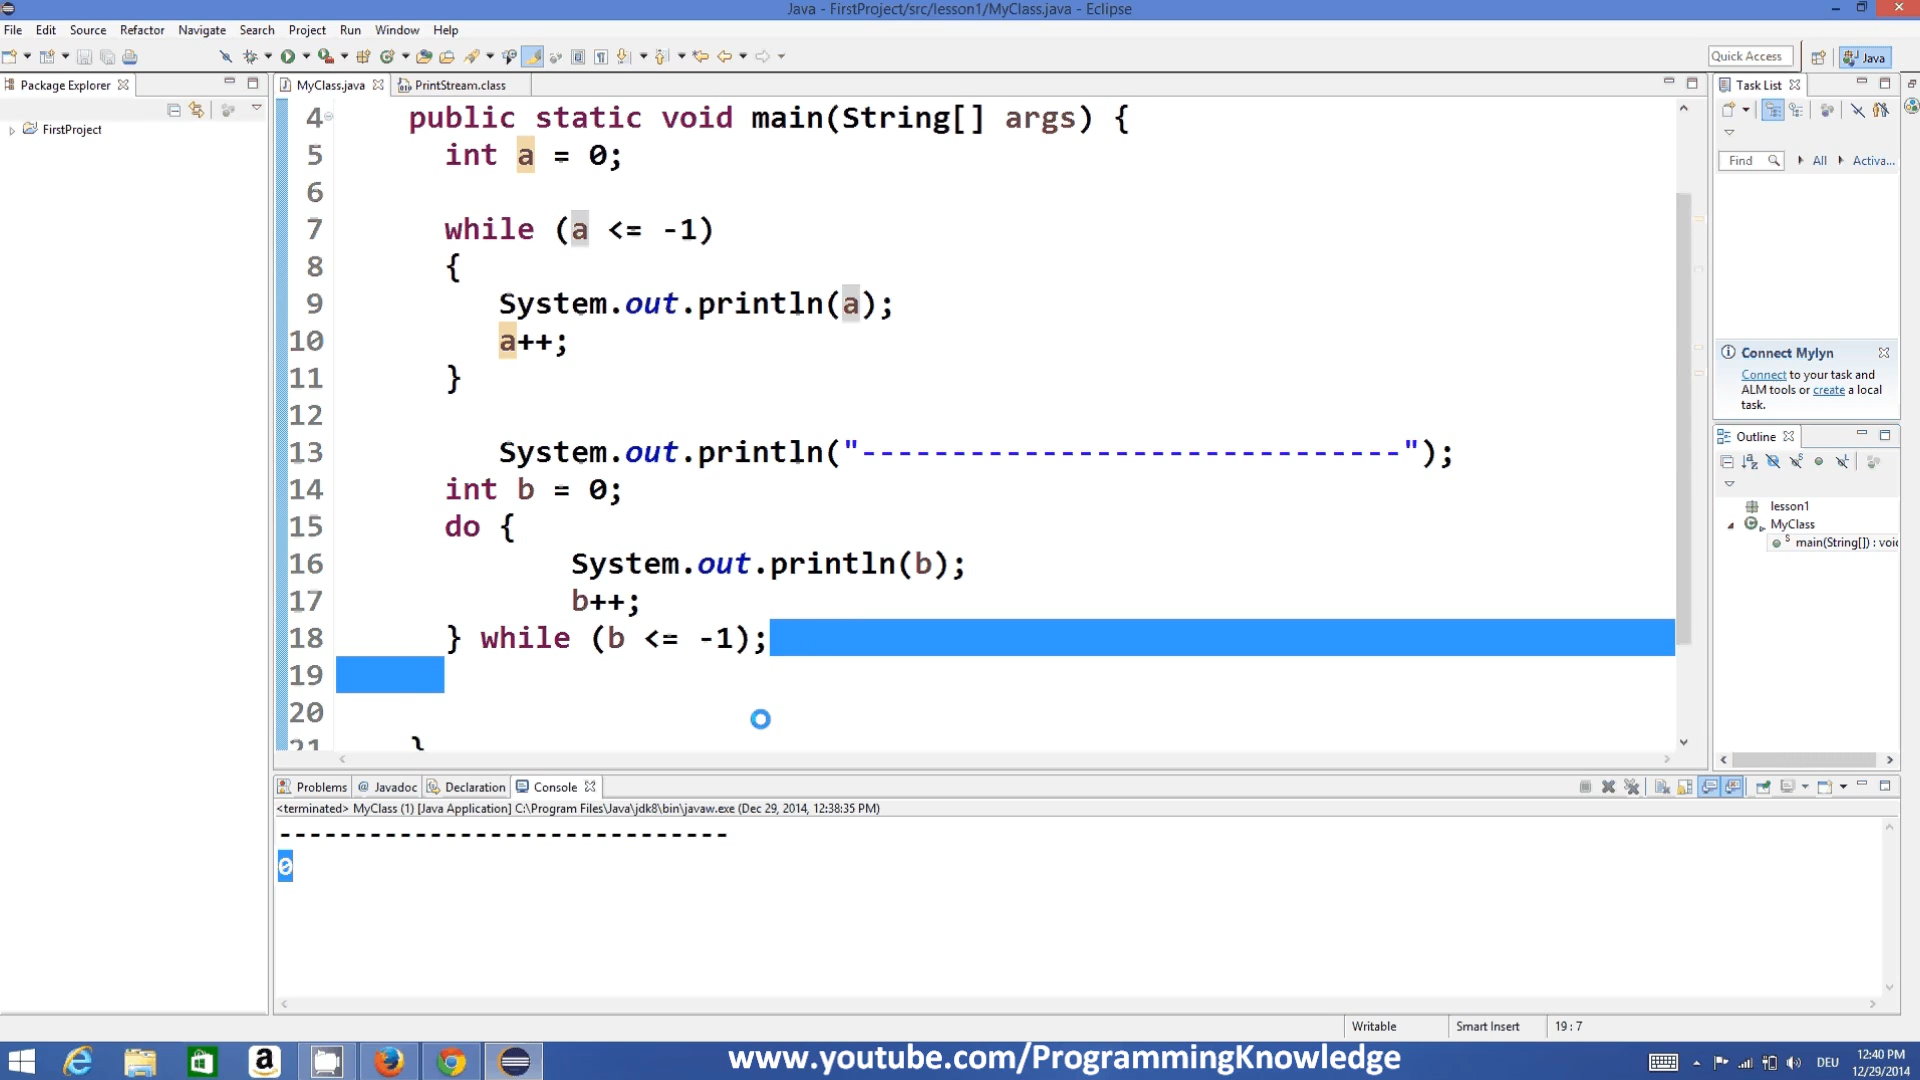 Java - FirstProject/src/lesson1/MyClass.java - Eclipse
File Edit Source Refactor Navigate Search Project Run Window Help
Quick Access
Java
Package Explorer
FirstProject
MyClass.java PrintStream.class
4 public static void main(String[] args) {
5 int a = 0;
6
7 while (a <= -1)
8 {
9 System.out.println(a);
10 a++;
11 }
12
13 System.out.println("------------------------------");
14 int b = 0;
15 do {
16 System.out.println(b);
17 b++;
18 } while (b <= -1);
19
20
21 }
Task List
Find All Activa...
Connect Mylyn
Connect to your task and
ALM tools or create a local
task.
Outline
lesson1
MyClass
main(String[]) : voi
Problems @ Javadoc Declaration Console
<terminated> MyClass (1) [Java Application] C:\Program Files\Java\jdk8\bin\javaw.exe (Dec 29, 2014, 12:38:35 PM)
------------------------------
0
Writable Smart Insert 19 : 7
www.youtube.com/ProgrammingKnowledge
DEU
12:40 PM
12/29/2014